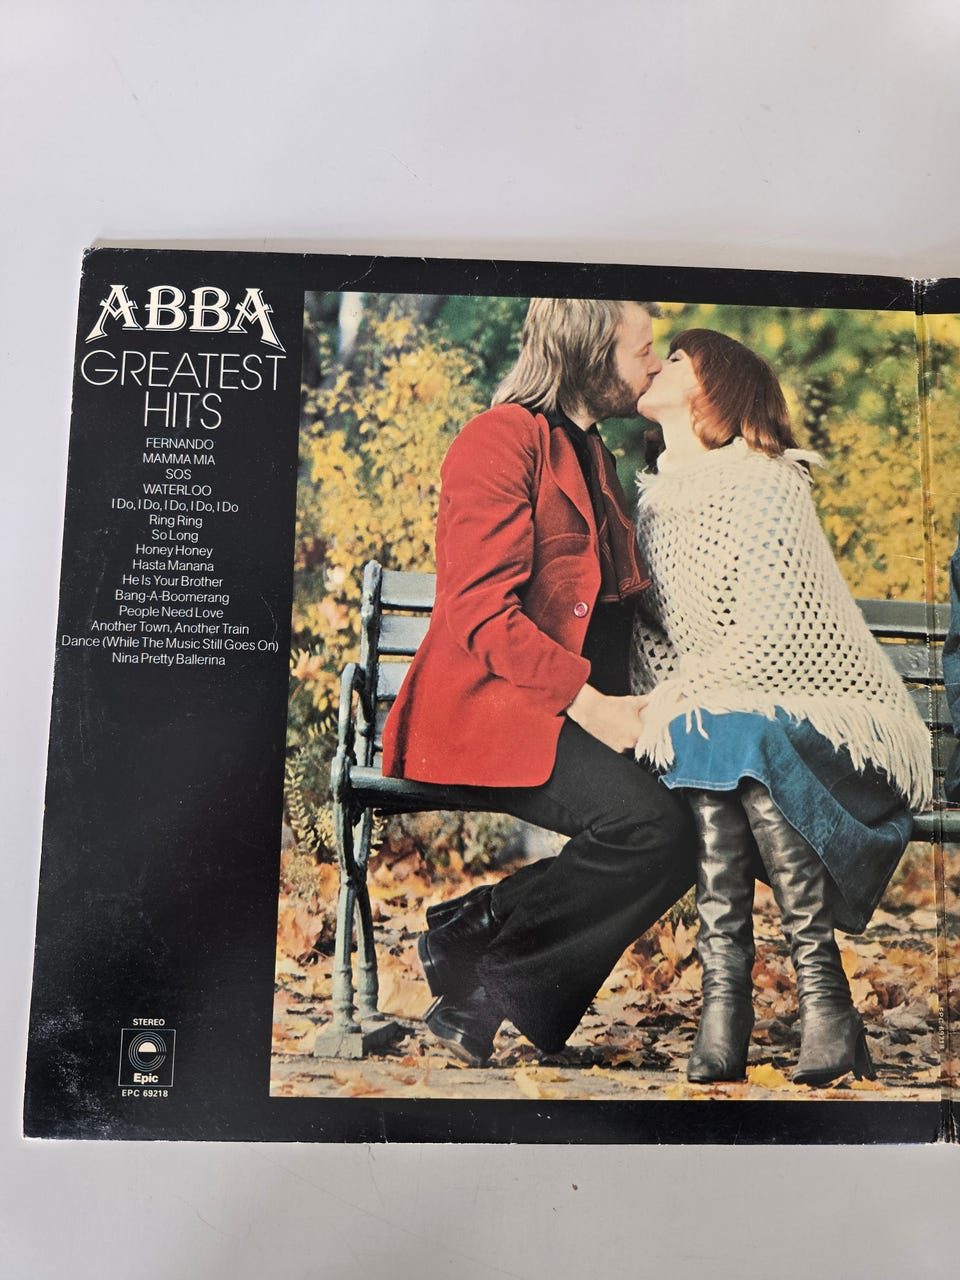 ABBA
GREATEST
HITS
FERNANDO
MAMMA MIA
SOS
WATERLOO
I Do, I Do, I Do, I Do, I Do
Ring Ring
So Long
Honey Honey
Hasta Manana
He Is Your Brother
Bang-A-Boomerang
People Need Love
Another Town, Another Train
Dance (While The Music Still Goes On)
Nina Pretty Ballerina
STEREO
Epic
EPC 69218
EPIC 69218